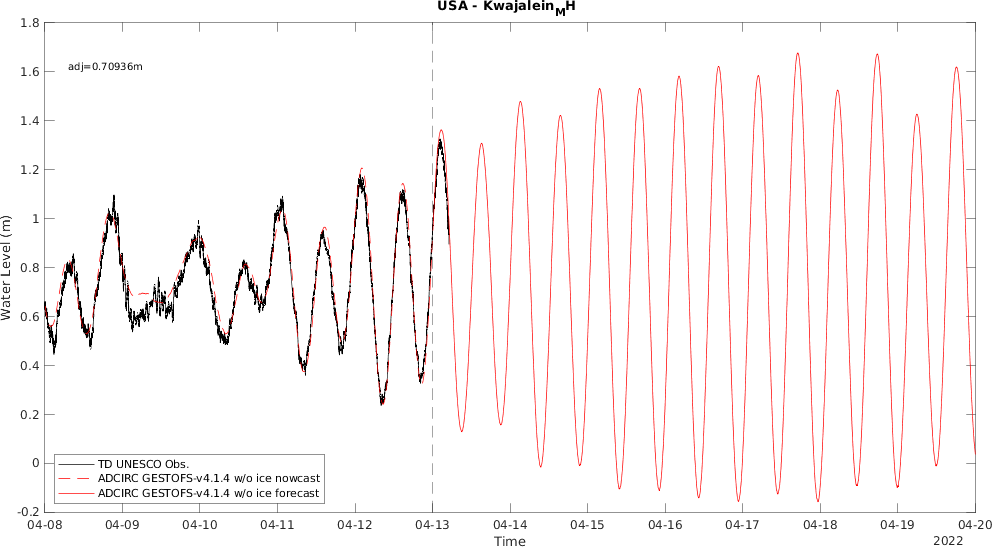 USA - Kwajalein_MH
adj=0.70936m
Water Level (m)
1.8
1.6
1.4
1.2
1
0.8
0.6
0.4
0.2
0
-0.2
TD UNESCO Obs.
ADCIRC GESTOFS-v4.1.4 w/o ice nowcast
ADCIRC GESTOFS-v4.1.4 w/o ice forecast
04-08 04-09 04-10 04-11 04-12 04-13 04-14 04-15 04-16 04-17 04-18 04-19 04-20
Time
2022